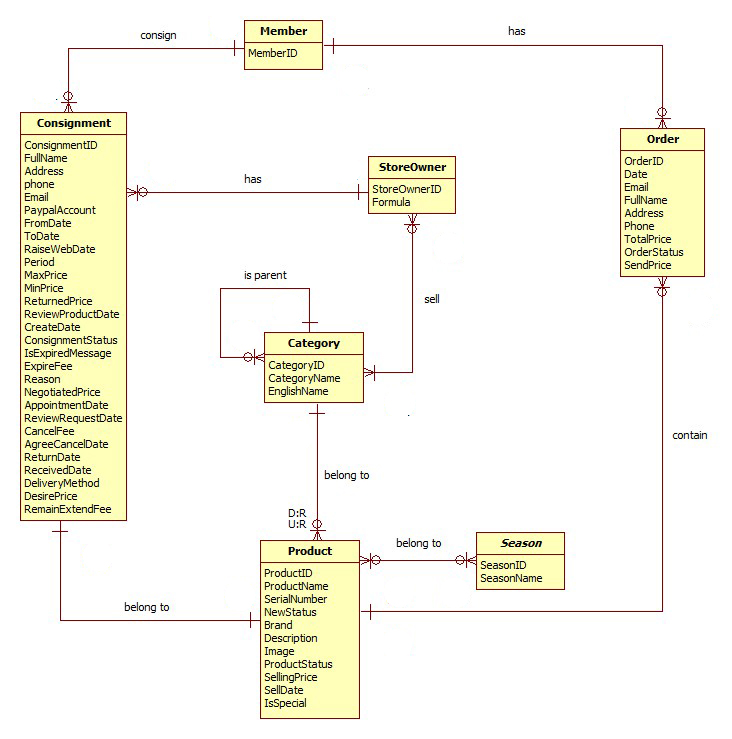 Member
MemberID
consign
has
Consignment
ConsignmentID
FullName
Address
phone
Email
PaypalAccount
FromDate
ToDate
RaiseWebDate
Period
MaxPrice
MinPrice
ReturnedPrice
ReviewProductDate
CreateDate
ConsignmentStatus
IsExpiredMessage
ExpireFee
Reason
NegotiatedPrice
AppointmentDate
ReviewRequestDate
CancelFee
AgreeCancelDate
ReturnDate
ReceivedDate
DeliveryMethod
DesirePrice
RemainExtendFee
has
StoreOwner
StoreOwnerID
Formula
Order
OrderID
Date
Email
FullName
Address
Phone
TotalPrice
OrderStatus
SendPrice
is parent
sell
Category
CategoryID
CategoryName
EnglishName
contain
belong to
D:R
U:R
Product
ProductID
ProductName
SerialNumber
NewStatus
Brand
Description
Image
ProductStatus
SellingPrice
SellDate
IsSpecial
belong to
Season
SeasonID
SeasonName
belong to